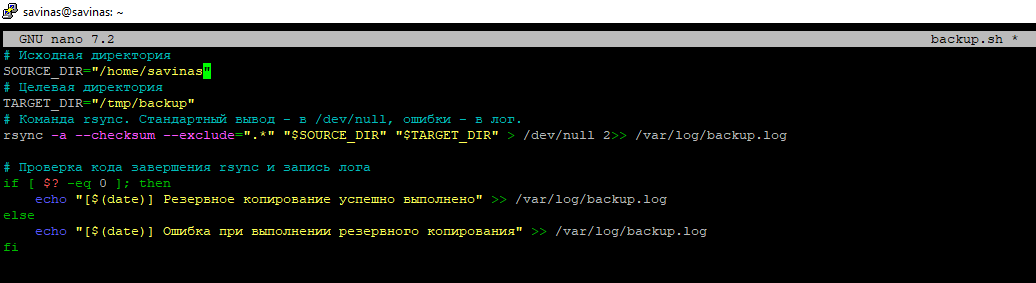 savinas@savinas: ~
GNU nano 7.2 backup.sh *
# Исходная директория
SOURCE_DIR="/home/savinas"
# Целевая директория
TARGET_DIR="/tmp/backup"
# Команда rsync. Стандартный вывод - в /dev/null, ошибки - в лог.
rsync -a --checksum --exclude=".*" "$SOURCE_DIR" "$TARGET_DIR" > /dev/null 2>> /var/log/backup.log
# Проверка кода завершения rsync и запись лога
if [ $? -eq 0 ]; then
    echo "[$(date)] Резервное копирование успешно выполнено" >> /var/log/backup.log
else
    echo "[$(date)] Ошибка при выполнении резервного копирования" >> /var/log/backup.log
fi